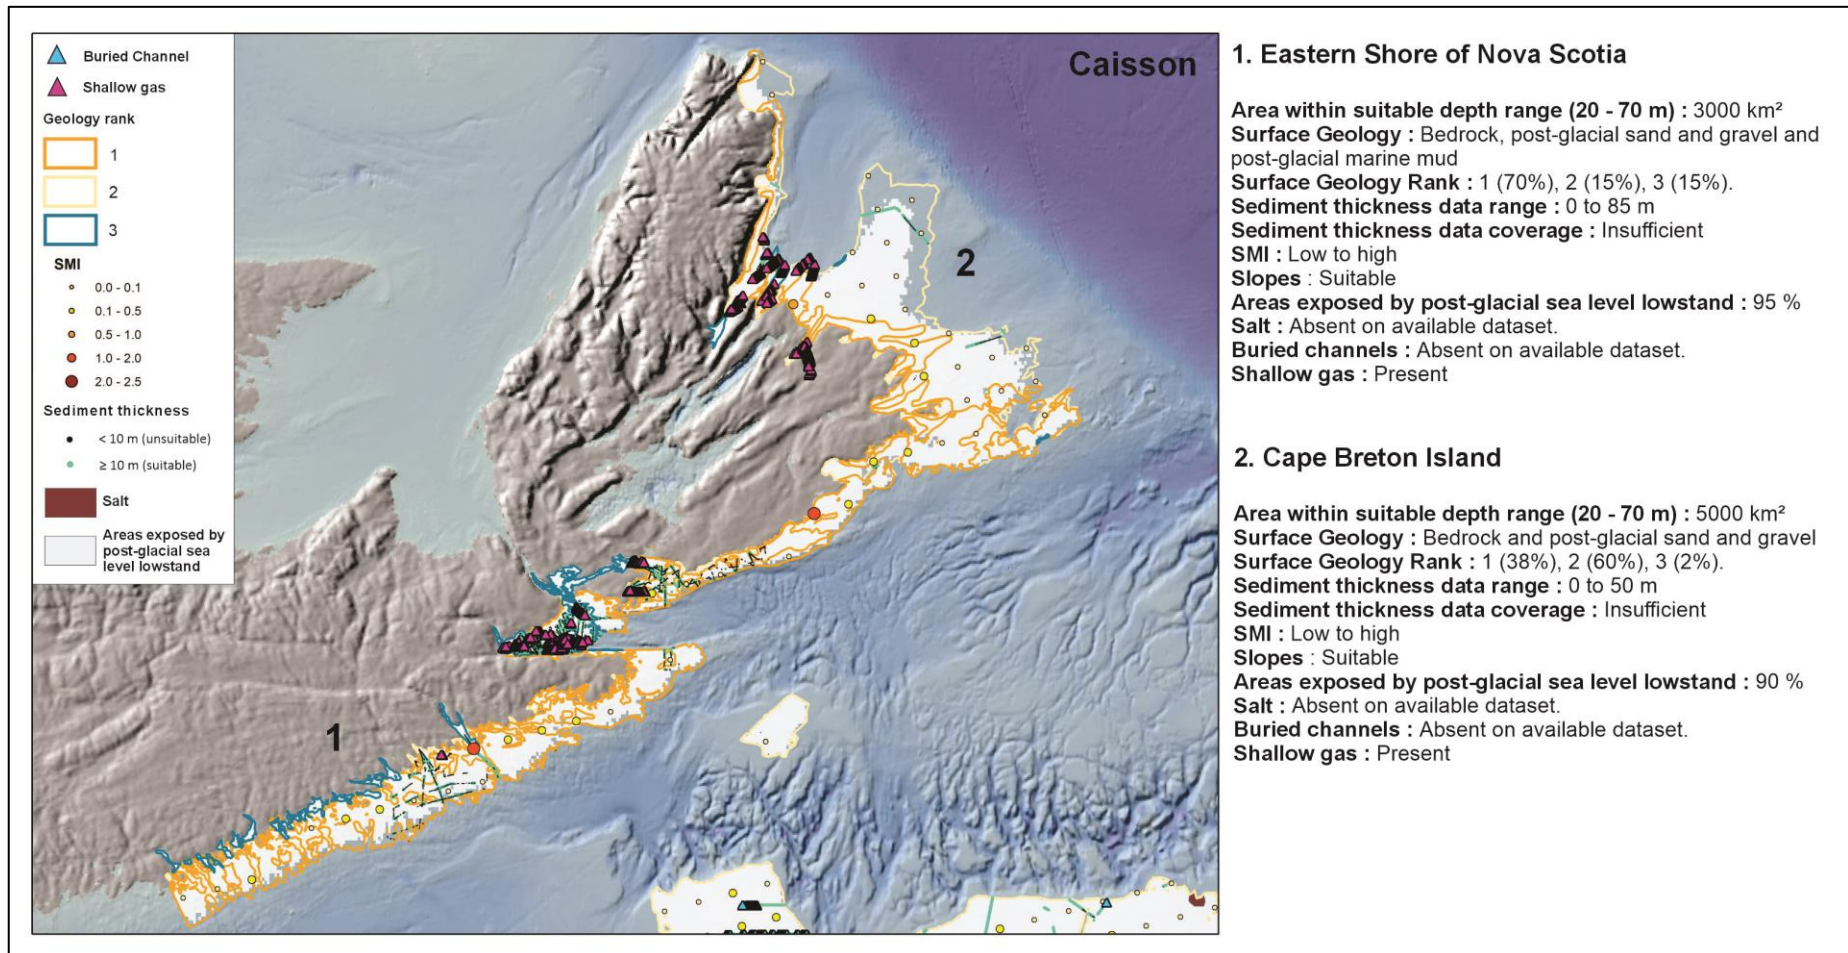 Buried Channel
Shallow gas
Geology rank
1
2
3
SMI
0.0 - 0.1
0.1 - 0.5
0.5 - 1.0
1.0 - 2.0
2.0 - 2.5
Sediment thickness
< 10 m (unsuitable)
≥ 10 m (suitable)
Salt
Areas exposed by
post-glacial sea
level lowstand
Caisson
2
1
1. Eastern Shore of Nova Scotia
Area within suitable depth range (20 - 70 m) : 3000 km²
Surface Geology : Bedrock, post-glacial sand and gravel and
post-glacial marine mud
Surface Geology Rank : 1 (70%), 2 (15%), 3 (15%).
Sediment thickness data range : 0 to 85 m
Sediment thickness data coverage : Insufficient
SMI : Low to high
Slopes : Suitable
Areas exposed by post-glacial sea level lowstand : 95 %
Salt : Absent on available dataset.
Buried channels : Absent on available dataset.
Shallow gas : Present
2. Cape Breton Island
Area within suitable depth range (20 - 70 m) : 5000 km²
Surface Geology : Bedrock and post-glacial sand and gravel
Surface Geology Rank : 1 (38%), 2 (60%), 3 (2%).
Sediment thickness data range : 0 to 50 m
Sediment thickness data coverage : Insufficient
SMI : Low to high
Slopes : Suitable
Areas exposed by post-glacial sea level lowstand : 90 %
Salt : Absent on available dataset.
Buried channels : Absent on available dataset.
Shallow gas : Present